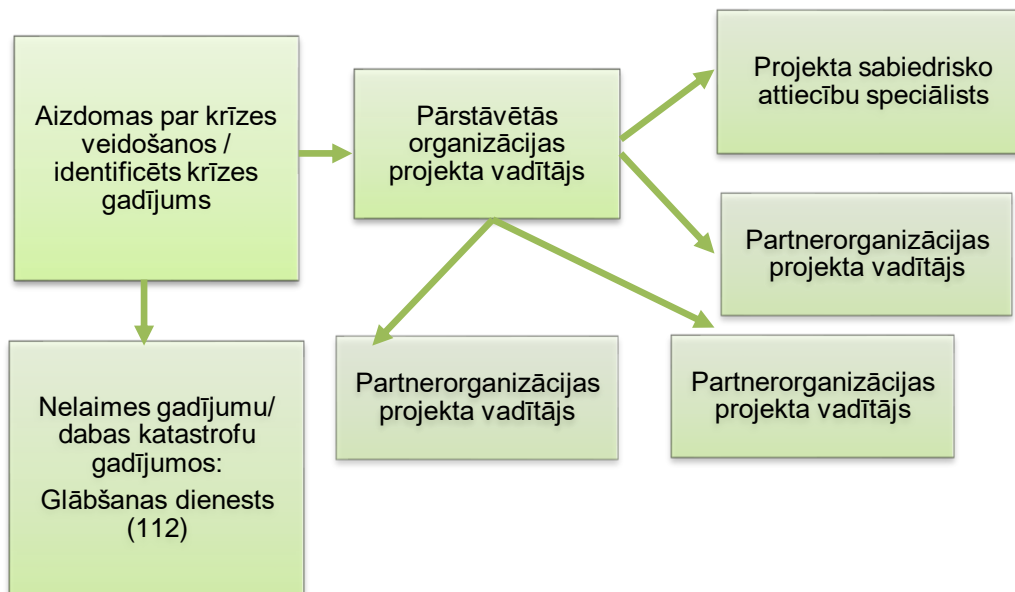 Aizdomas par krīzes
veidošanos /
identificēts krīzes
gadījums
Pārstāvētās
organizācijas
projekta vadītājs
Projekta sabiedrisko
attiecību speciālists
Partnerorganizācijas
projekta vadītājs
Partnerorganizācijas
projekta vadītājs
Partnerorganizācijas
projekta vadītājs
Nelaimes gadījumu/
dabas katastrofu
gadījumos:
Glābšanas dienests
(112)